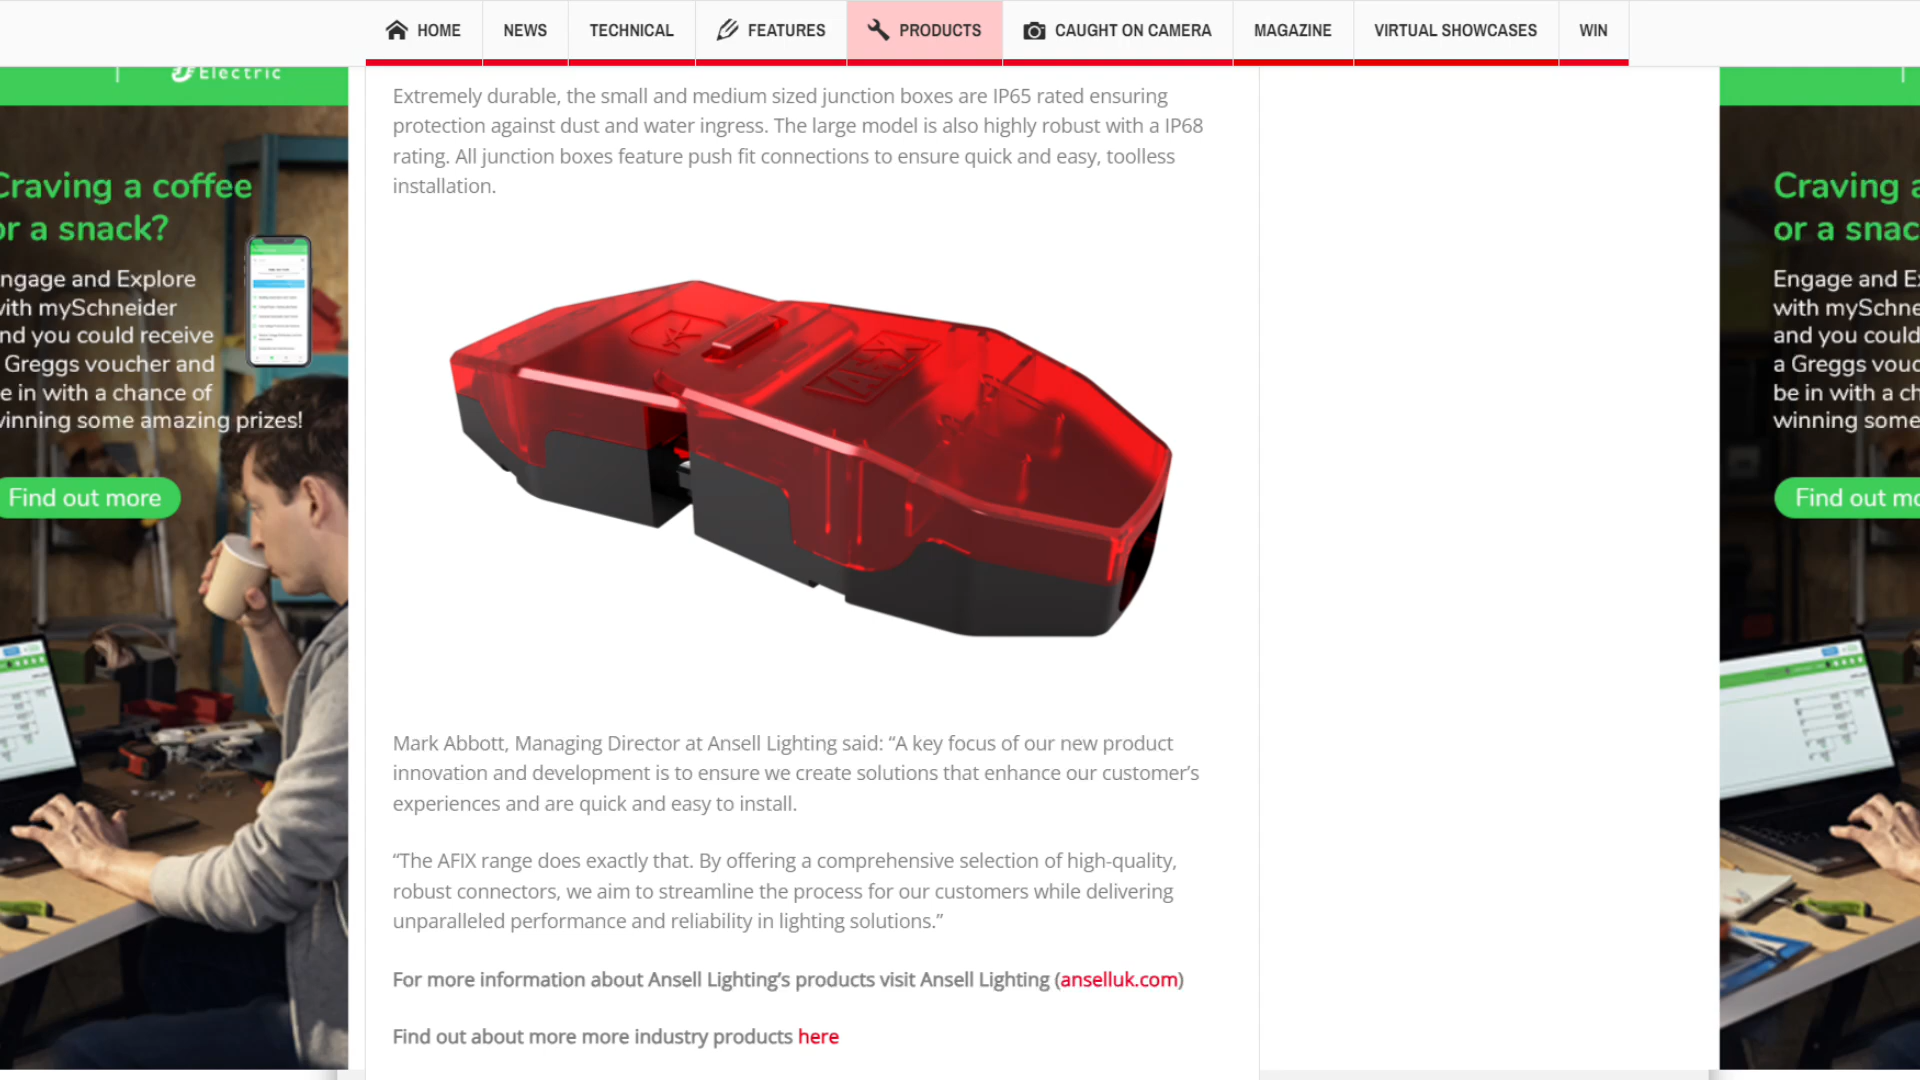 HOME NEWS TECHNICAL FEATURES PRODUCTS CAUGHT ON CAMERA MAGAZINE VIRTUAL SHOWCASES WIN
Electric
Craving a coffee
or a snack?
ngage and Explore
with mySchneider
nd you could receive
Greggs voucher and
e in with a chance of
winning some amazing prizes!
Find out more
Extremely durable, the small and medium sized junction boxes are IP65 rated ensuring
protection against dust and water ingress. The large model is also highly robust with a IP68
rating. All junction boxes feature push fit connections to ensure quick and easy, toolless
installation.
AFIX
Mark Abbott, Managing Director at Ansell Lighting said: “A key focus of our new product
innovation and development is to ensure we create solutions that enhance our customer’s
experiences and are quick and easy to install.
“The AFIX range does exactly that. By offering a comprehensive selection of high-quality,
robust connectors, we aim to streamline the process for our customers while delivering
unparalleled performance and reliability in lighting solutions.”
For more information about Ansell Lighting’s products visit Ansell Lighting (anselluk.com)
Find out about more more industry products here
Craving a
or a snac
Engage and Ex
with mySchne
and you could
a Greggs vouc
be in with a ch
winning some
Find out mo